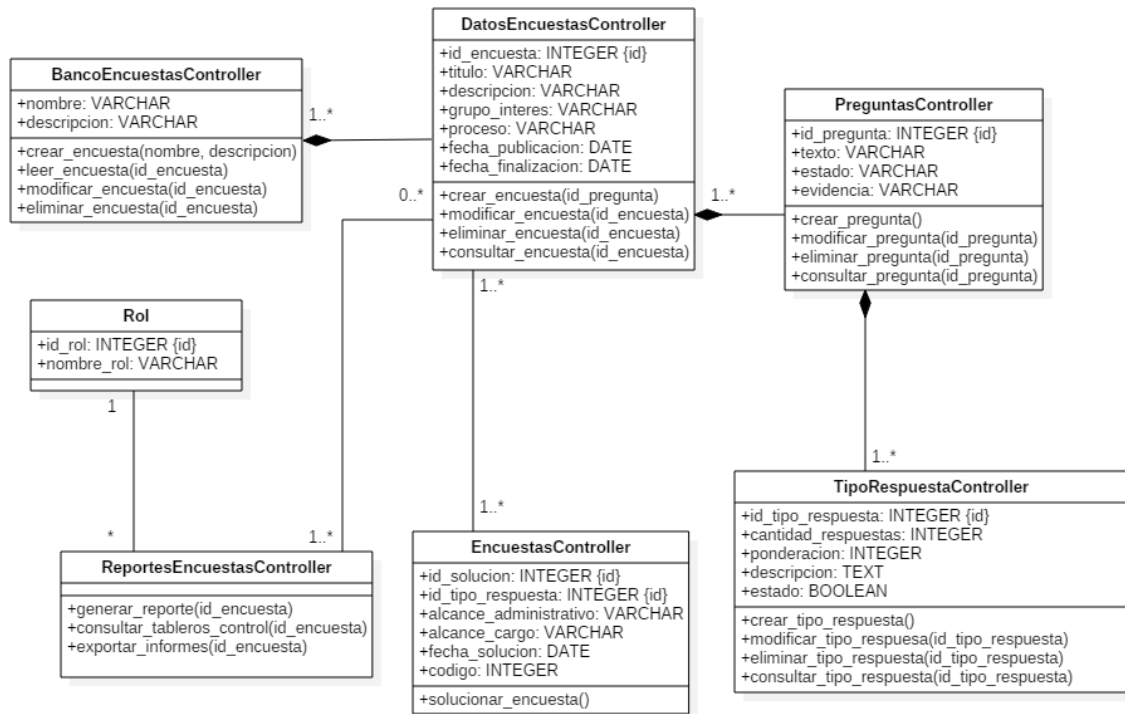 DatosEncuestasController
+id_encuesta: INTEGER {id}
+titulo: VARCHAR
+descripcion: VARCHAR
+grupo_interes: VARCHAR
+proceso: VARCHAR
+fecha_publicacion: DATE
+fecha_finalizacion: DATE
+crear_encuesta(id_pregunta)
+modificar_encuesta(id_encuesta)
+eliminar_encuesta(id_encuesta)
+consultar_encuesta(id_encuesta)
BancoEncuestasController
+nombre: VARCHAR
+descripcion: VARCHAR
+crear_encuesta(nombre, descripcion)
+leer_encuesta(id_encuesta)
+modificar_encuesta(id_encuesta)
+eliminar_encuesta(id_encuesta)
1..*
0..*
1..*
PreguntasController
+id_pregunta: INTEGER {id}
+texto: VARCHAR
+estado: VARCHAR
+evidencia: VARCHAR
+crear_pregunta()
+modificar_pregunta(id_pregunta)
+eliminar_pregunta(id_pregunta)
+consultar_pregunta(id_pregunta)
1..*
Rol
+id_rol: INTEGER {id}
+nombre_rol: VARCHAR
1
*
1..*
1..*
1..*
ReportesEncuestasController
+generar_reporte(id_encuesta)
+consultar_tableros_control(id_encuesta)
+exportar_informes(id_encuesta)
EncuestasController
+id_solucion: INTEGER {id}
+id_tipo_respuesta: INTEGER {id}
+alcance_administrativo: VARCHAR
+alcance_cargo: VARCHAR
+fecha_solucion: DATE
+codigo: INTEGER
+solucionar_encuesta()
TipoRespuestaController
+id_tipo_respuesta: INTEGER {id}
+cantidad_respuestas: INTEGER
+ponderacion: INTEGER
+descripcion: TEXT
+estado: BOOLEAN
+crear_tipo_respuesta()
+modificar_tipo_respuesa(id_tipo_respuesta)
+eliminar_tipo_respuesta(id_tipo_respuesta)
+consultar_tipo_respuesta(id_tipo_respuesta)